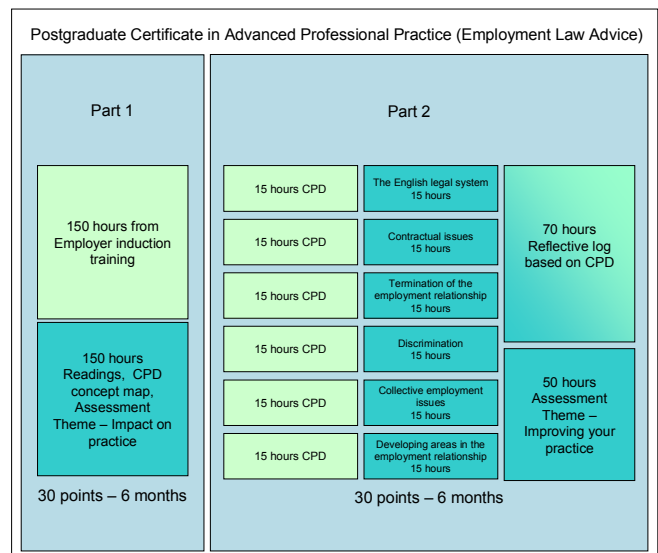 Postgraduate Certificate in Advanced Professional Practice (Employment Law Advice)
Part 1
150 hours from
Employer induction
training
150 hours
Readings, CPD
concept map,
Assessment
Theme – Impact on
practice
30 points – 6 months
Part 2
15 hours CPD
The English legal system
15 hours
15 hours CPD
Contractual issues
15 hours
15 hours CPD
Termination of the
employment relationship
15 hours
15 hours CPD
Discrimination
15 hours
15 hours CPD
Collective employment
issues
15 hours
15 hours CPD
Developing areas in the
employment relationship
15 hours
70 hours
Reflective log
based on CPD
50 hours
Assessment
Theme –
Improving your
practice
30 points – 6 months